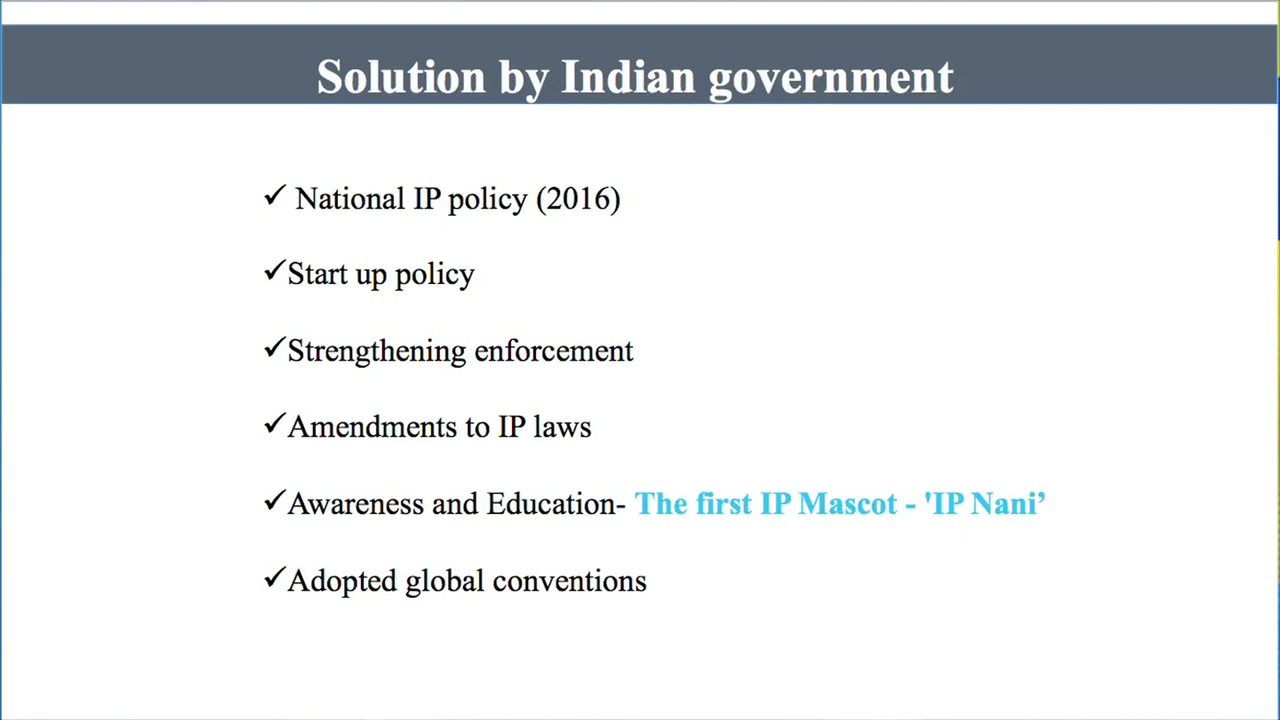 Solution by Indian government
✓ National IP policy (2016)
✓Start up policy
✓Strengthening enforcement
✓Amendments to IP laws
✓Awareness and Education- The first IP Mascot - 'IP Nani’
✓Adopted global conventions